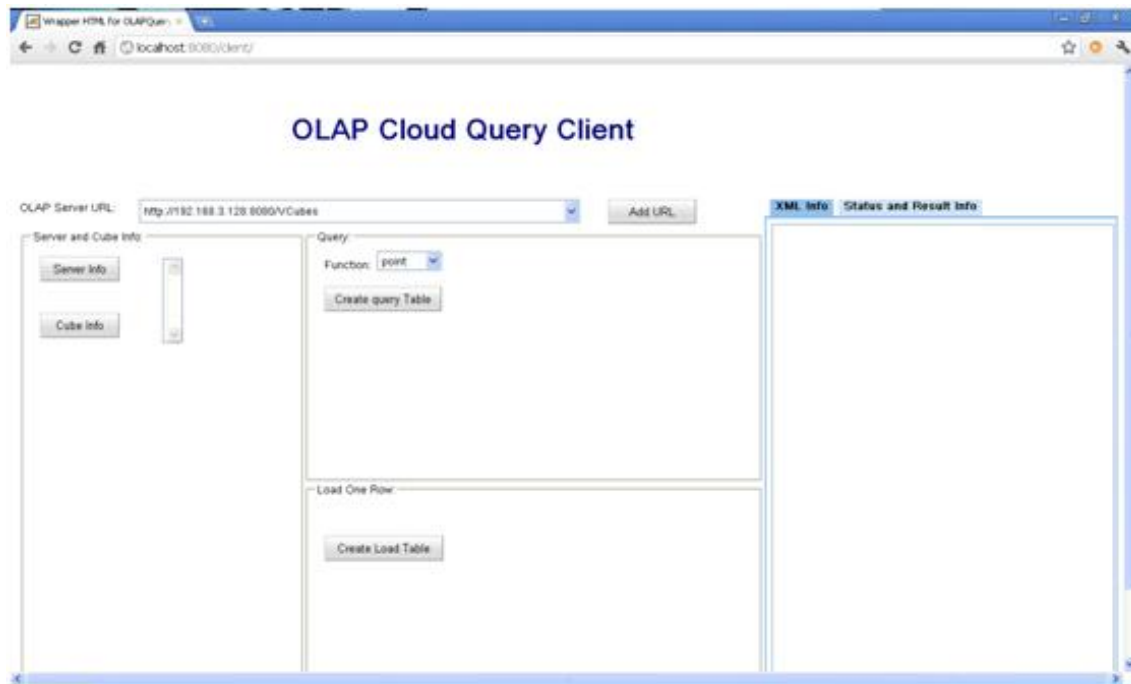 Wrapper HTML for OLAPQuery
localhost:8080/client/
OLAP Cloud Query Client
OLAP Server URL:
http://192.168.3.128:8080/VCubes
Add URL
XML Info
Status and Result Info
Server and Cube Info
Server Info
Cube Info
Query
Function:
point
Create query Table
Load One Row
Create Load Table